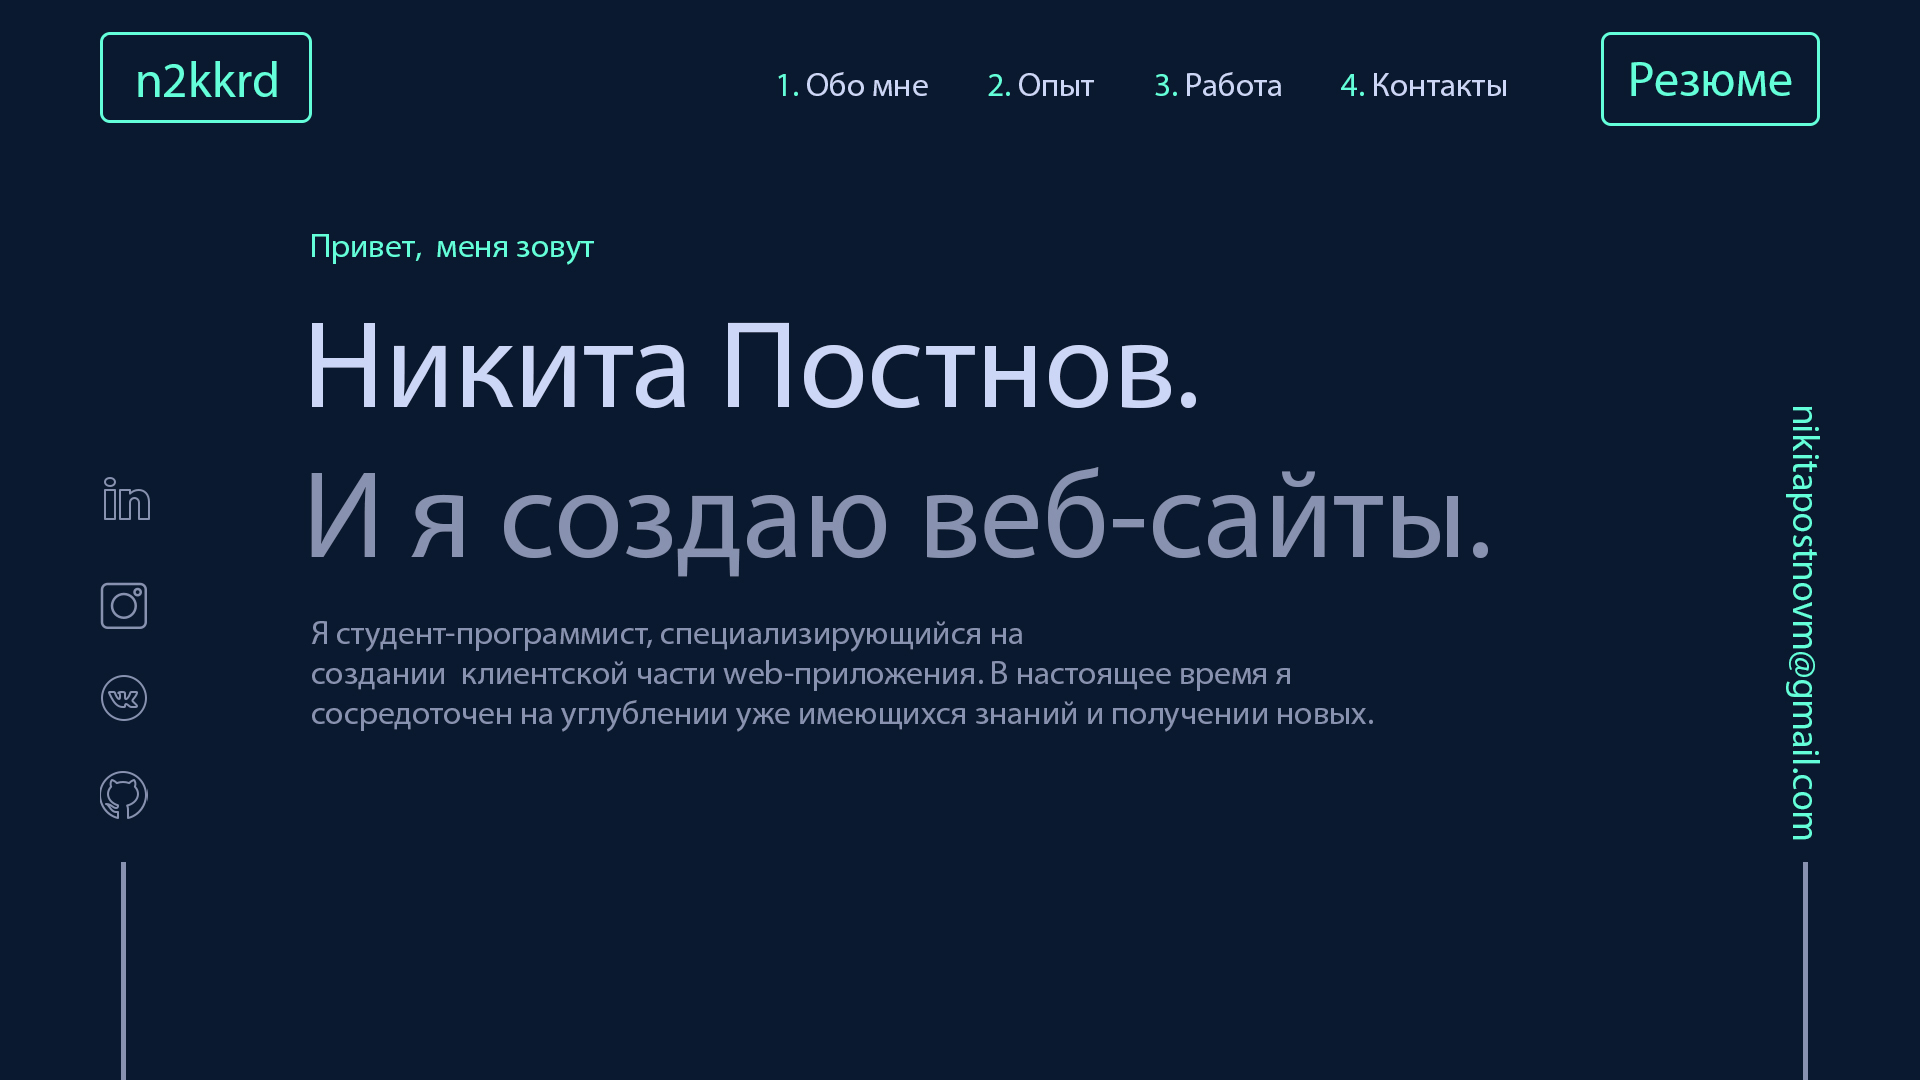 n2kkrd
1. Обо мне
2. Опыт
3. Работа
4. Контакты
Резюме
Привет,  меня зовут
Никита Постнов.
И я создаю веб-сайты.
Я студент-программист, специализирующийся на
создании  клиентской части web-приложения. В настоящее время я
сосредоточен на углублении уже имеющихся знаний и получении новых.
in
nikitapostnovm@gmail.com